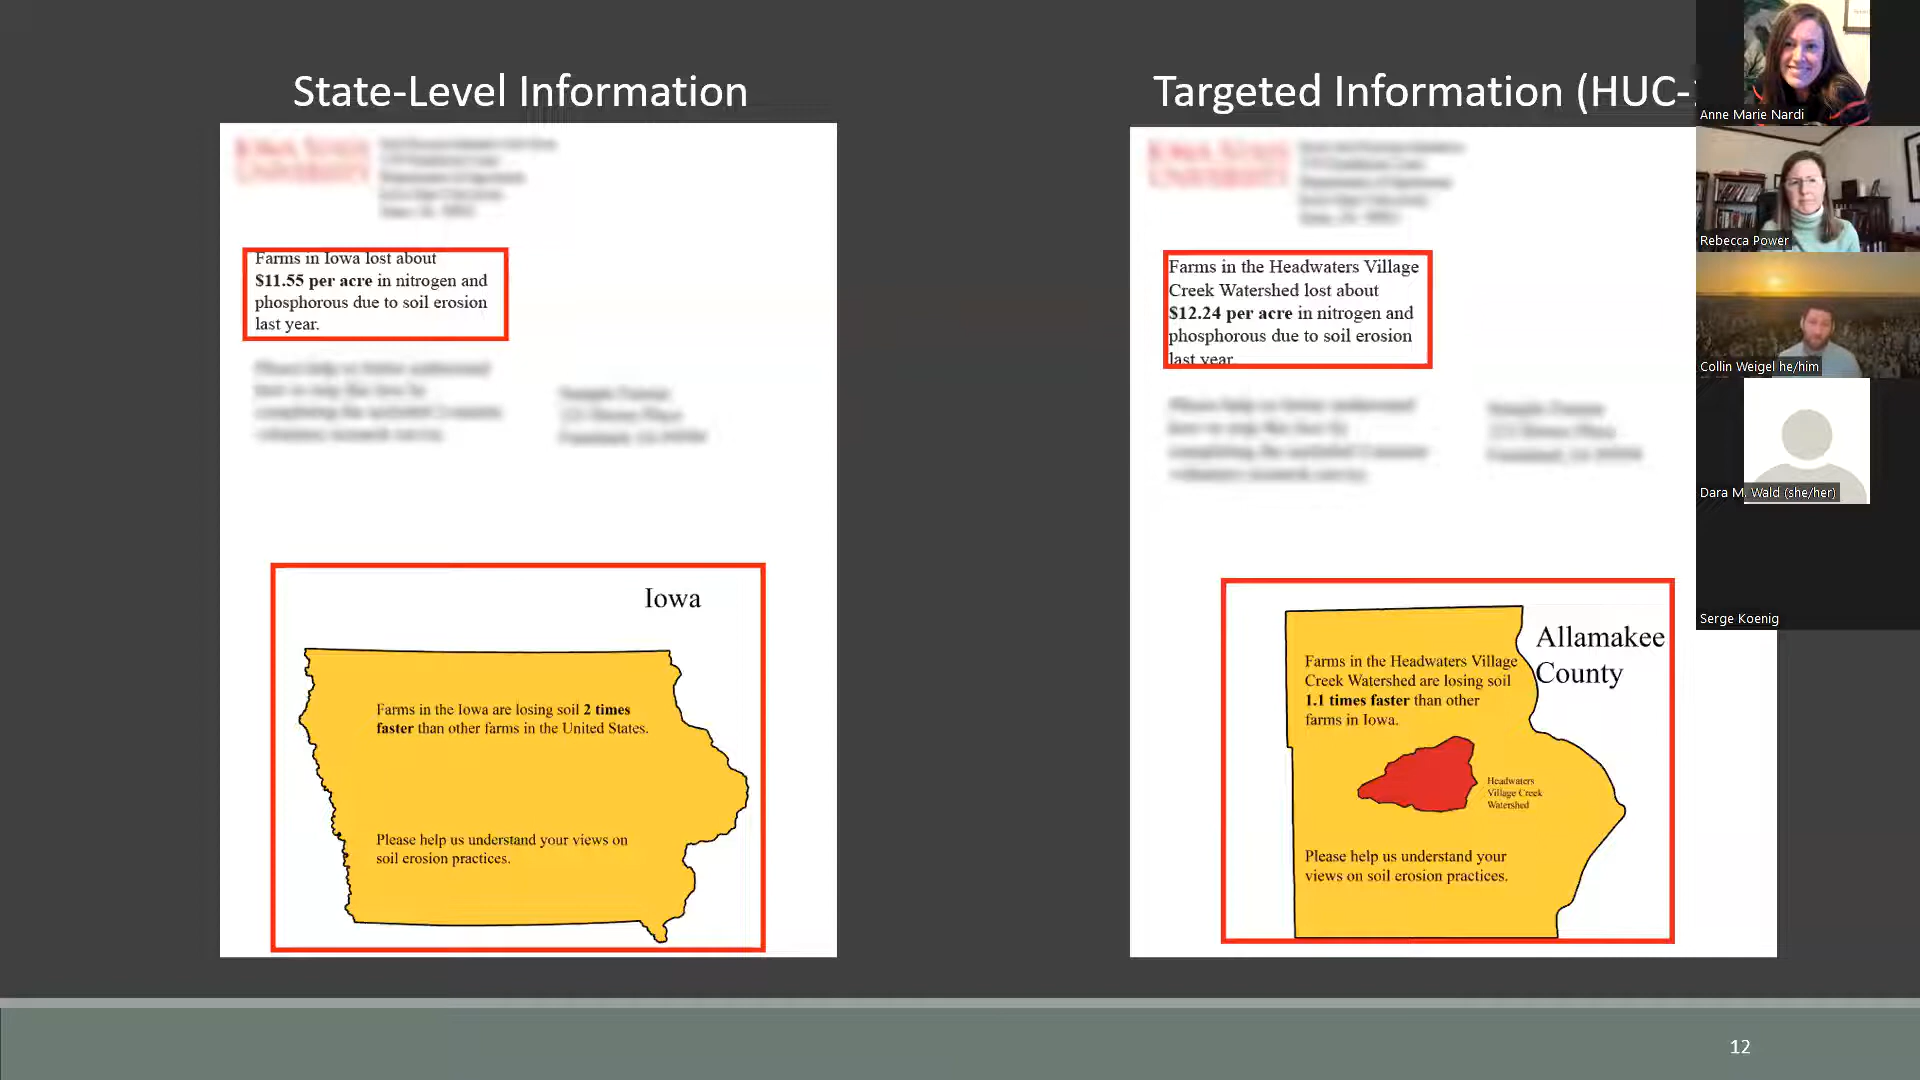 State-Level Information
IOWA STATE
UNIVERSITY
Farms in Iowa lost about
$11.55 per acre in nitrogen and
phosphorous due to soil erosion
last year.
Iowa
Farms in the Iowa are losing soil 2 times
faster than other farms in the United States.
Please help us understand your views on
soil erosion practices.
Targeted Information (HUC-
IOWA STATE
UNIVERSITY
Farms in the Headwaters Village
Creek Watershed lost about
$12.24 per acre in nitrogen and
phosphorous due to soil erosion
last year
Allamakee
County
Farms in the Headwaters Village
Creek Watershed are losing soil
1.1 times faster than other
farms in Iowa.
Headwaters
Village Creek
Watershed
Please help us understand your
views on soil erosion practices.
Anne Marie Nardi
Rebecca Power
Collin Weigel he/him
Dara M. Wald (she/her)
Serge Koenig
12